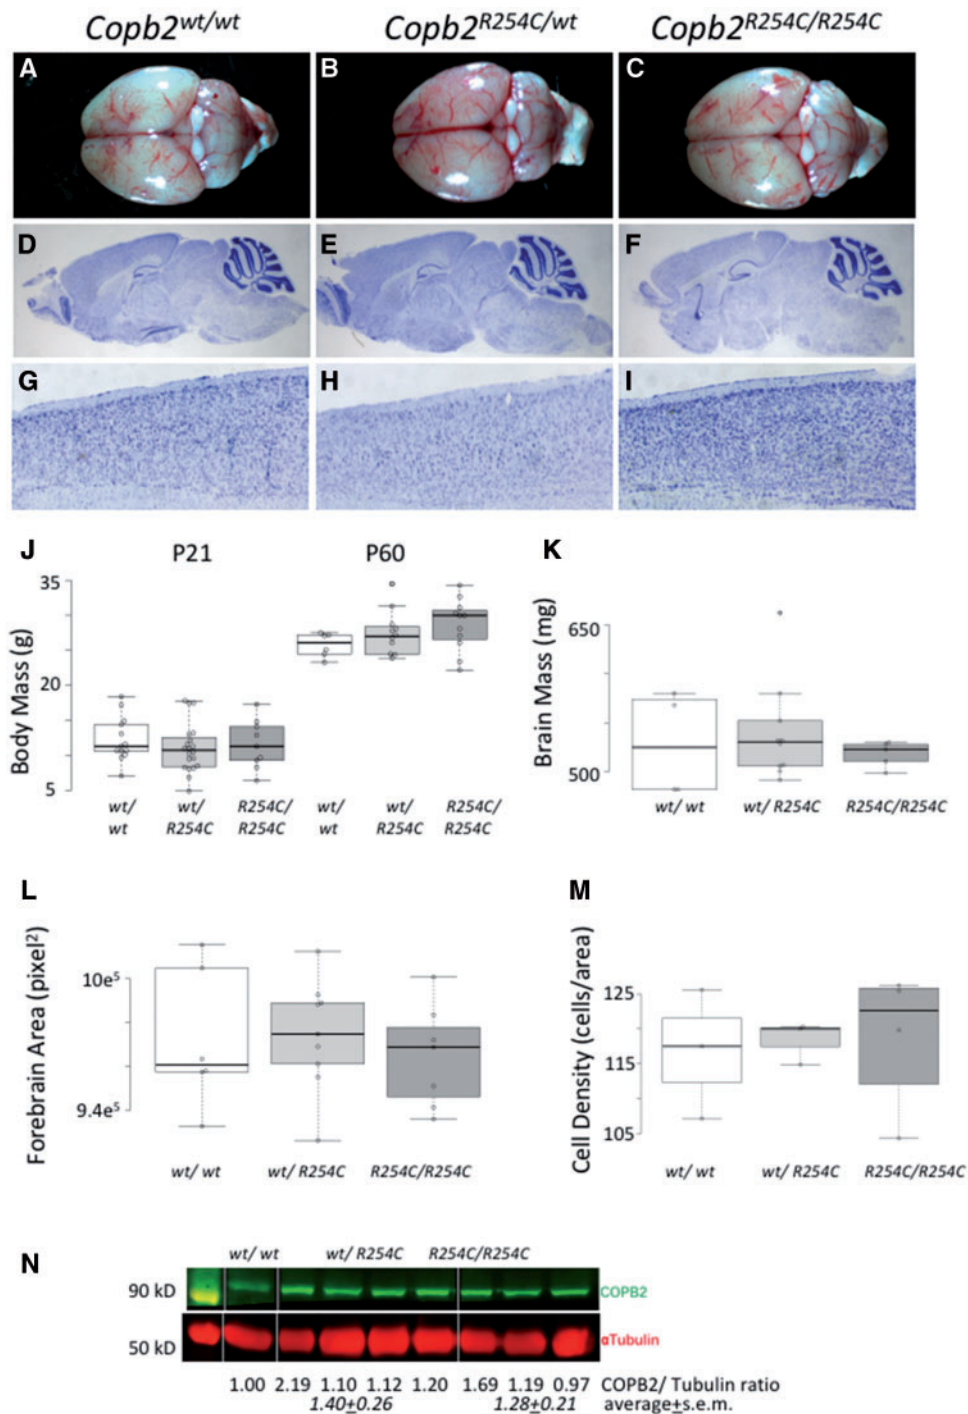 Copb2wt/wt Copb2R254C/wt Copb2R254C/R254C
A B C
D E F
G H I
J P21 P60
35
20
5
Body Mass (g)
wt/ wt/ R254C/ wt/ wt/ R254C/
wt R254C R254C wt R254C R254C
K
650
500
Brain Mass (mg)
wt/ wt wt/ R254C R254C/R254C
L
10e5
9.4e5
Forebrain Area (pixel2)
wt/ wt wt/ R254C R254C/R254C
M
125
115
105
Cell Density (cells/area)
wt/ wt wt/ R254C R254C/R254C
N
wt/ wt wt/ R254C R254C/R254C
90 kD COPB2
50 kD αTubulin
1.00 2.19 1.10 1.12 1.20 1.69 1.19 0.97 COPB2/ Tubulin ratio
1.40±0.26 1.28±0.21 average±s.e.m.